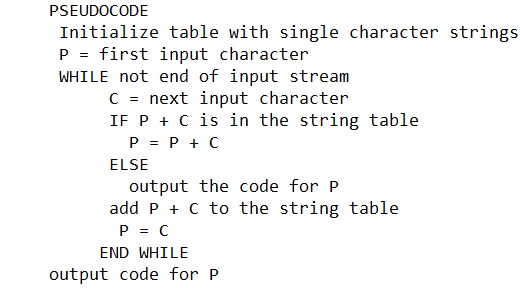 PSEUDOCODE
Initialize table with single character strings
P = first input character
WHILE not end of input stream
C = next input character
IF P + C is in the string table
P = P + C
ELSE
output the code for P
add P + C to the string table
P = C
END WHILE
output code for P